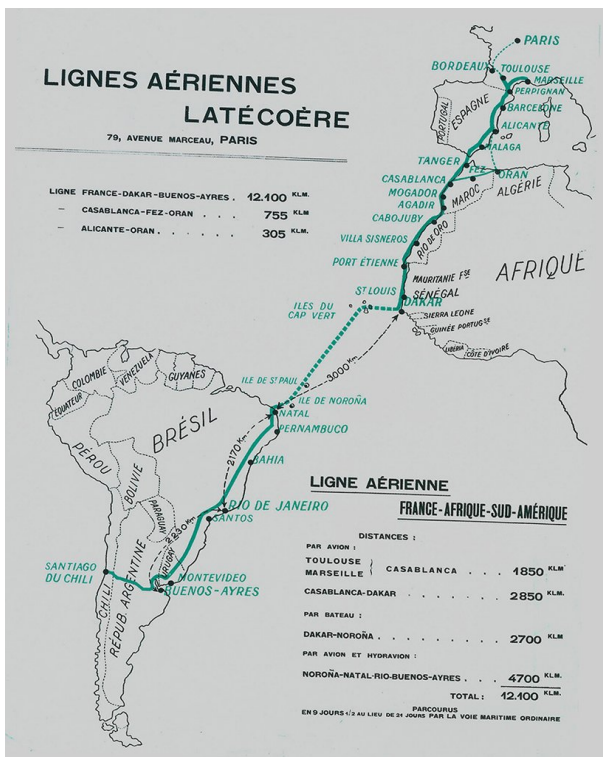 LIGNES AÉRIENNES
LATÉCOÈRE
79, AVENUE MARCEAU, PARIS
LIGNE FRANCE-DAKAR-BUENOS-AYRES . 12.100 KLM.
— CASABLANCA-FEZ-ORAN . . . 755 KLM
— ALICANTE-ORAN . . . . . . 305 KLM.
PARIS
BORDEAUX
TOULOUSE
MARSEILLE
PERPIGNAN
BARCELONE
PORTUGAL
ESPAGNE
ALICANTE
MALAGA
TANGER
FEZ
ORAN
CASABLANCA
MAROC
ALGÉRIE
MOGADOR
AGADIR
CABOJUBY
VILLA SISNEROS
RIO DE ORO
PORT ÉTIENNE
AFRIQUE
MAURITANIE FSE
ST LOUIS
SÉNÉGAL
DAKAR
ILES DU
CAP VERT
SIERRA LEONE
GUINÉE PORTUGSE
LIBÉRIA
CÔTE D'IVOIRE
3000 Km
ILE DE ST PAUL
ILE DE NOROÑA
NATAL
PERNAMBUCO
COLOMBIE
VENEZUELA
GUYANES
EQUATEUR
BRÉSIL
PÉROU
BOLIVIE
2170 Km
BAHIA
PARAGUAY
RIO DE JANEIRO
SANTOS
2830 Km
URUGAY
SANTIAGO
DU CHILI
MONTEVIDEO
BUENOS-AYRES
CHILI
RÉPUB. ARGENTINE
LIGNE AÉRIENNE
FRANCE-AFRIQUE-SUD-AMÉRIQUE
DISTANCES :
PAR AVION :
TOULOUSE
MARSEILLE } CASABLANCA . . . 1850 KLM
CASABLANCA-DAKAR . . . . . . 2850 KLM.
PAR BATEAU :
DAKAR-NOROÑA . . . . . . . . 2700 KLM
PAR AVION ET HYDRAVION :
NOROÑA-NATAL-RIO-BUENOS-AYRES . . . 4700 KLM.
TOTAL : 12.100 KLM.
PARCOURUS
EN 9 JOURS 1/2 AU LIEU DE 21 JOURS PAR LA VOIE MARITIME ORDINAIRE